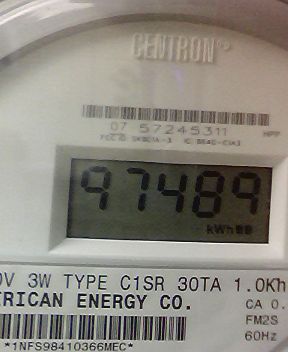 CENTRON®
07 57245311
97489
kWh
0V 3W TYPE C1SR 30TA 1.0Kh
ERICAN ENERGY CO.
CA 0.
FM2S
60Hz
*1NFS98410366MEC*